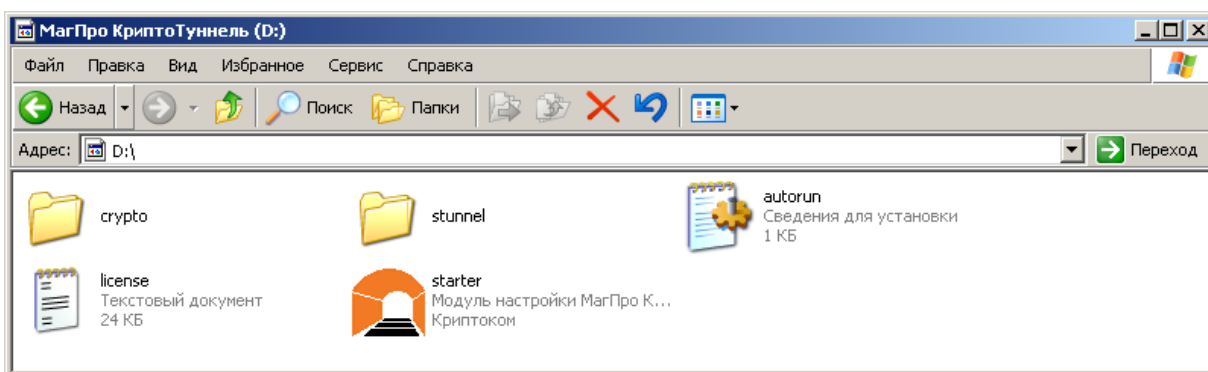 МагПро КриптоТуннель (D:)
Файл Правка Вид Избранное Сервис Справка
Назад Поиск Папки
Адрес: D:\ Переход
crypto
stunnel
autorun
Сведения для установки
1 КБ
license
Текстовый документ
24 КБ
starter
Модуль настройки МагПро К...
Криптоком